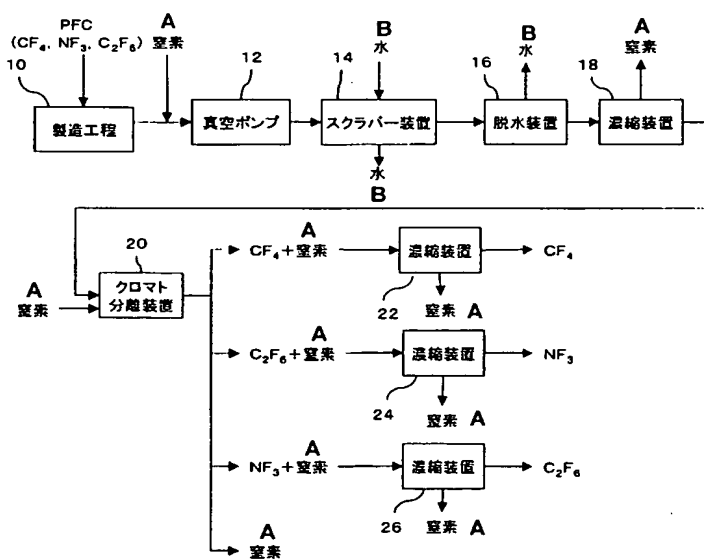 PFC
(CF₄, NF₃, C₂F₆)
A
窒素
10
製造工程
12
真空ポンプ
B
水
14
スクラバー装置
水
B
B
水
16
脱水装置
A
窒素
18
濃縮装置
20
クロマト
分離装置
A
窒素
A
CF₄+窒素
濃縮装置
CF₄
22
窒素 A
A
C₂F₆+窒素
濃縮装置
NF₃
24
窒素 A
A
NF₃+窒素
濃縮装置
C₂F₆
26
窒素 A
A
窒素